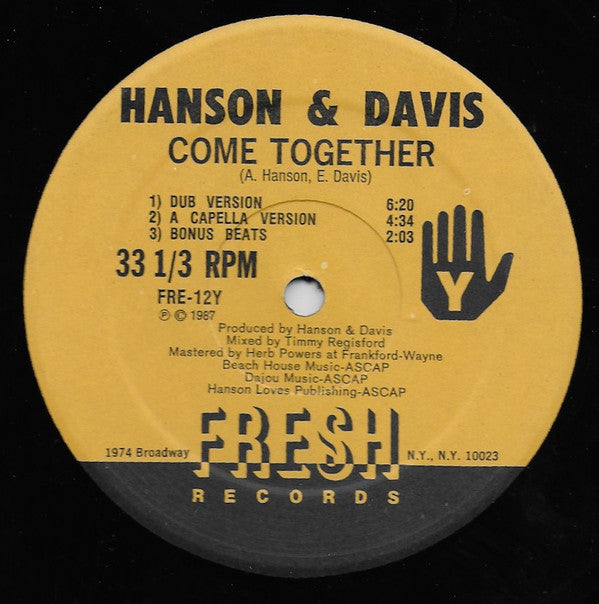 HANSON & DAVIS
COME TOGETHER
(A. Hanson, E. Davis)
1) DUB VERSION 6:20
2) A CAPELLA VERSION 4:34
3) BONUS BEATS 2:03
33 1/3 RPM
Y
FRE-12Y
℗ © 1987
Produced by Hanson & Davis
Mixed by Timmy Regisford
Mastered by Herb Powers at Frankford-Wayne
Beach House Music-ASCAP
Dajou Music-ASCAP
Hanson Loves Publishing-ASCAP
1974 Broadway FRESH N.Y., N.Y. 10023
RECORDS